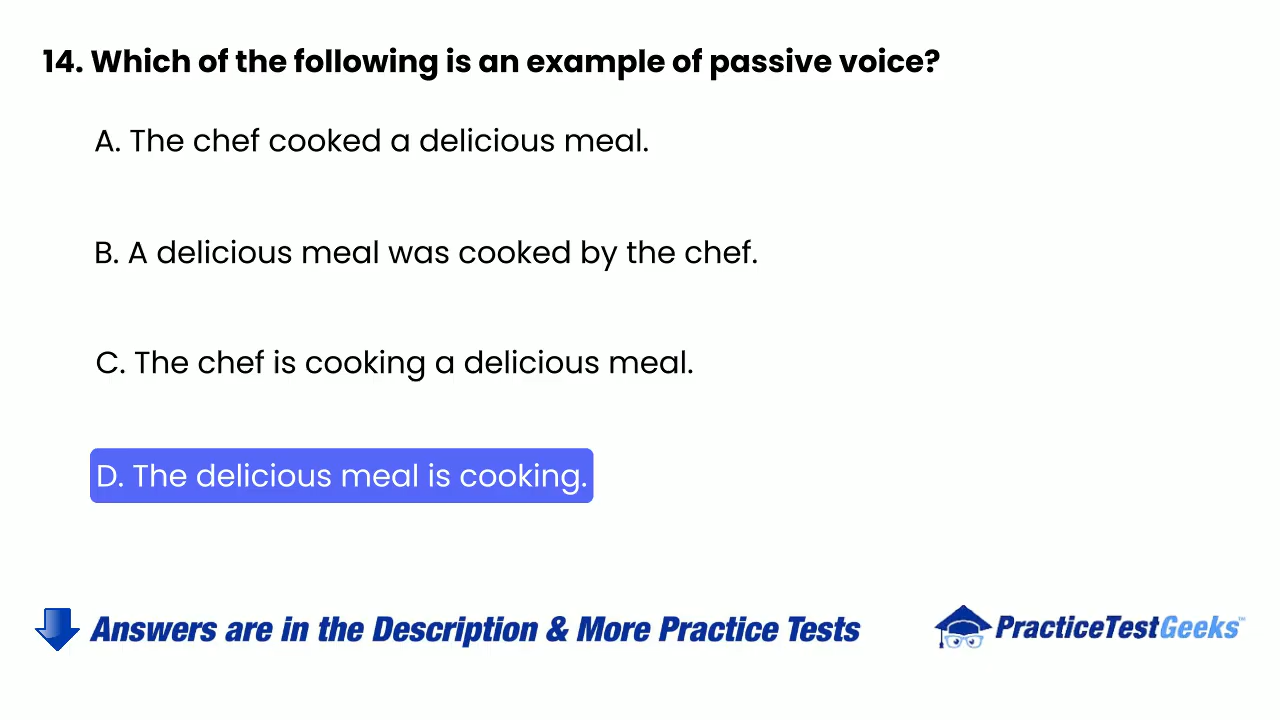 14. Which of the following is an example of passive voice?
A. The chef cooked a delicious meal.
B. A delicious meal was cooked by the chef.
C. The chef is cooking a delicious meal.
D. The delicious meal is cooking.
Answers are in the Description & More Practice Tests
PracticeTestGeeks™